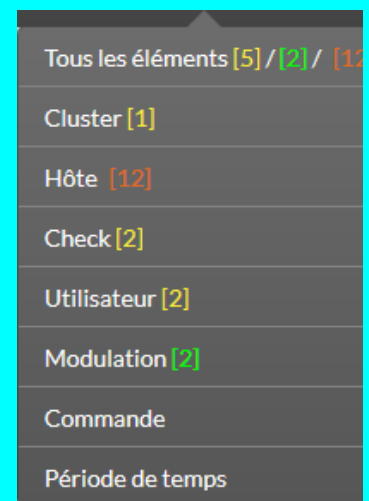 Tous les éléments [5] / [2] / [12
Cluster [1]
Hôte [12]
Check [2]
Utilisateur [2]
Modulation [2]
Commande
Période de temps